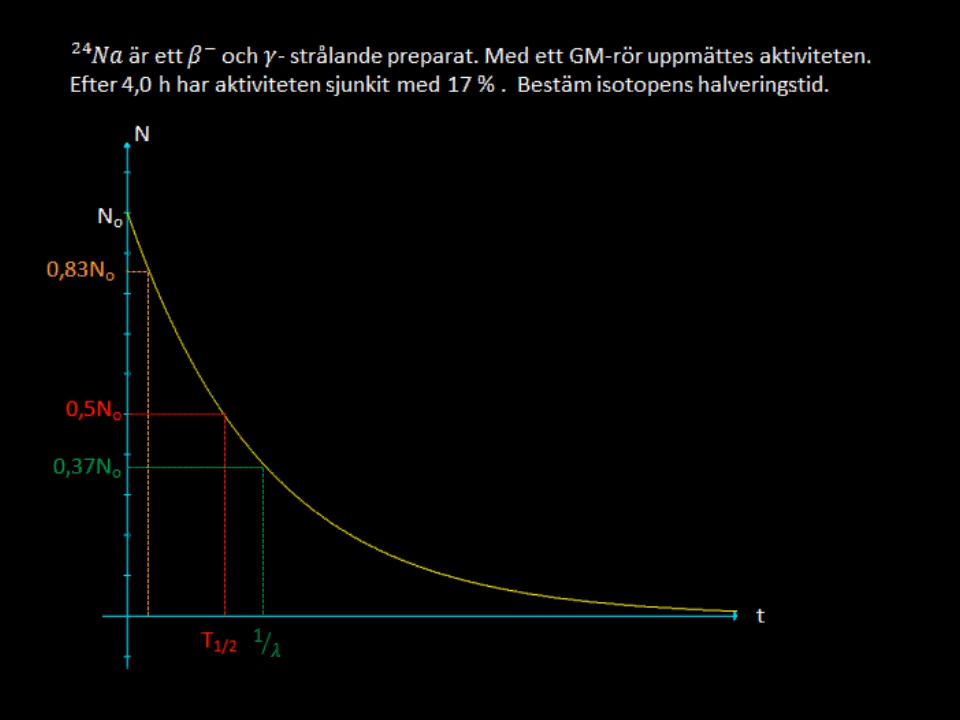 ²⁴Na är ett β⁻ och γ- strålande preparat. Med ett GM-rör uppmättes aktiviteten.
Efter 4,0 h har aktiviteten sjunkit med 17 % . Bestäm isotopens halveringstid.
N
N₀
0,83N₀
0,5N₀
0,37N₀
t
T₁/₂ ¹/λ